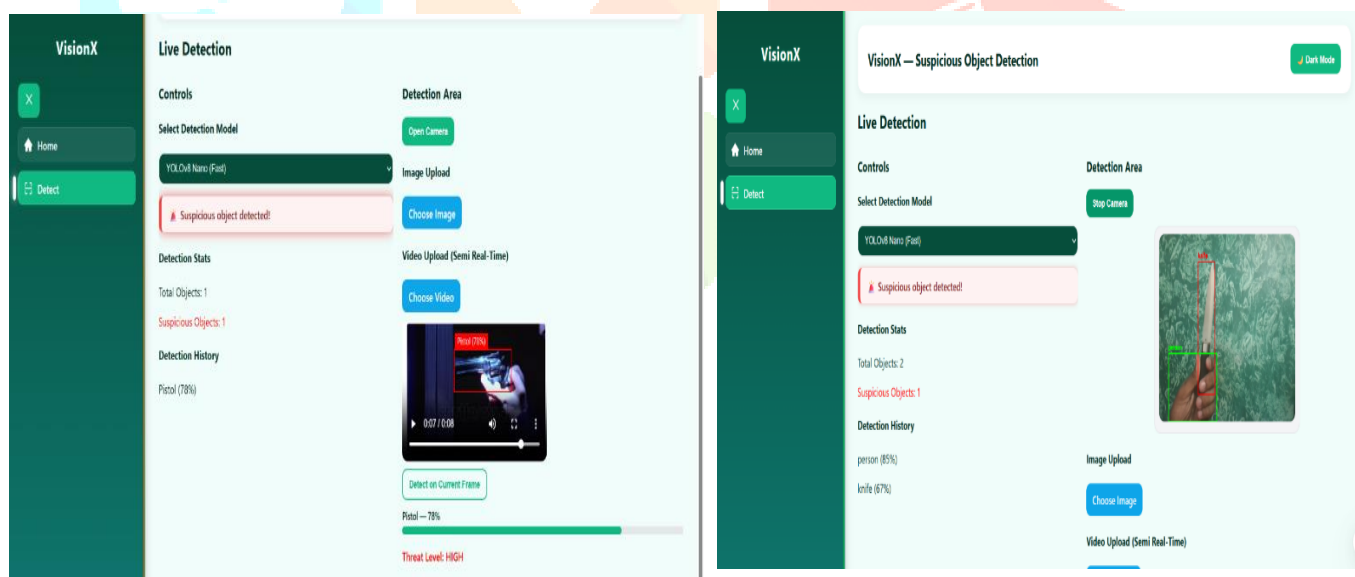 VisionX
X
Home
Detect
Live Detection
Controls
Select Detection Model
YOLOv8 Nano (Fast)
Suspicious object detected!
Detection Stats
Total Objects: 1
Suspicious Objects: 1
Detection History
Pistol (78%)
Detection Area
Open Camera
Image Upload
Choose Image
Video Upload (Semi Real-Time)
Choose Video
Pistol (78%)
0:07 / 0:08
Detect on Current Frame
Pistol — 78%
Threat Level: HIGH
VisionX
X
Home
Detect
VisionX — Suspicious Object Detection
Dark Mode
Live Detection
Controls
Select Detection Model
YOLOv8 Nano (Fast)
Suspicious object detected!
Detection Stats
Total Objects: 2
Suspicious Objects: 1
Detection History
person (85%)
knife (67%)
Detection Area
Stop Camera
Image Upload
Choose Image
Video Upload (Semi Real-Time)